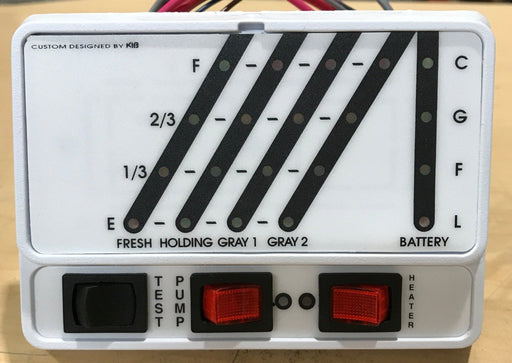 CUSTOM DESIGNED BY KIB
F - - - C
2/3 - - - G
1/3 - - - F
E - - - L
FRESH HOLDING GRAY 1 GRAY 2 BATTERY
TEST
PUMP
HEATER